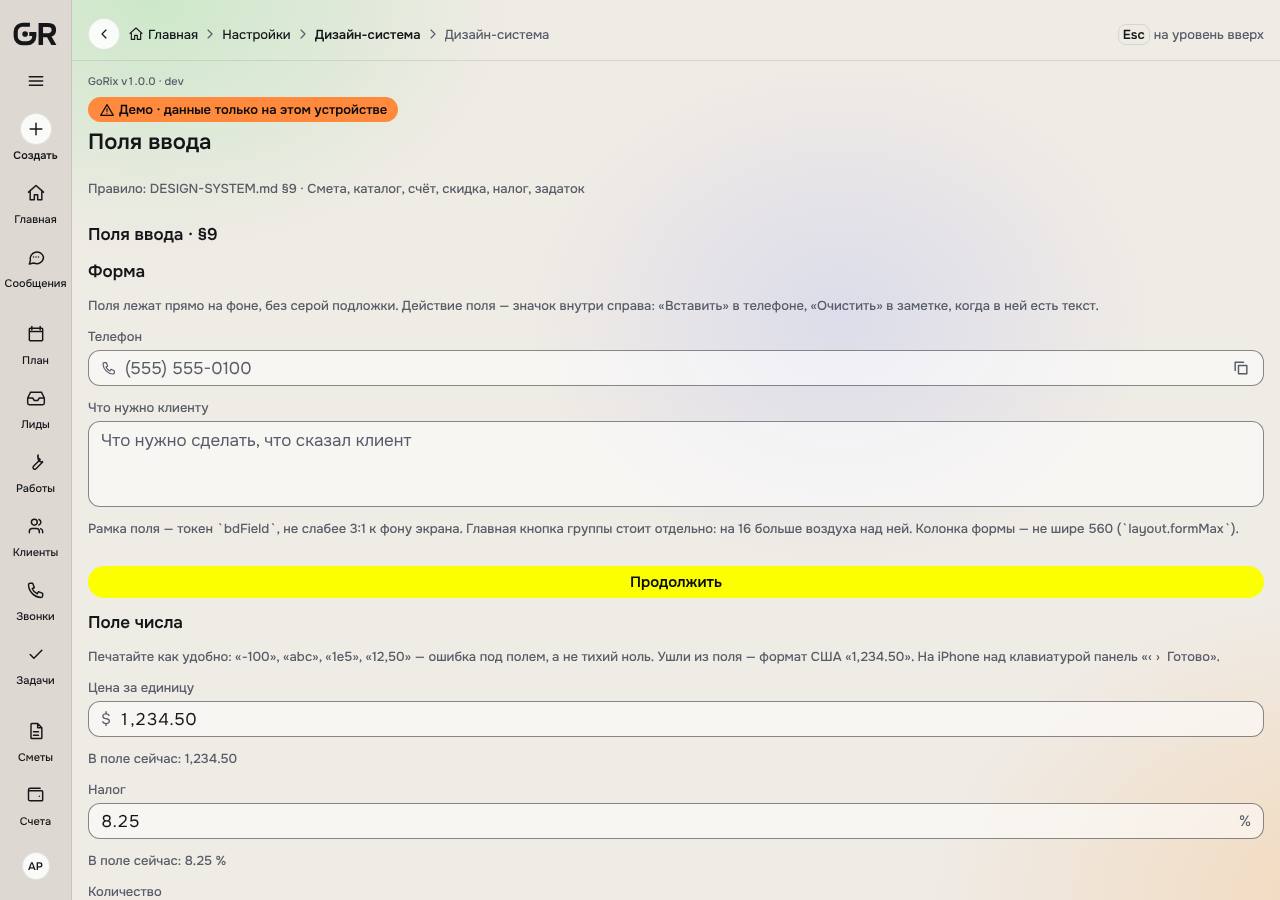 GR
Главная
Настройки
Дизайн-система
Дизайн-система
Esc на уровень вверх
GoRix v1.0.0 · dev
Демо · данные только на этом устройстве
Поля ввода
Правило: DESIGN-SYSTEM.md §9 · Смета, каталог, счёт, скидка, налог, задаток
Поля ввода · §9
Форма
Поля лежат прямо на фоне, без серой подложки. Действие поля — значок внутри справа: «Вставить» в телефоне, «Очистить» в заметке, когда в ней есть текст.
Телефон
(555) 555-0100
Что нужно клиенту
Что нужно сделать, что сказал клиент
Рамка поля — токен `bdField`, не слабее 3:1 к фону экрана. Главная кнопка группы стоит отдельно: на 16 больше воздуха над ней. Колонка формы — не шире 560 (`layout.formMax`).
Продолжить
Поле числа
Печатайте как удобно: «-100», «abc», «1e5», «12,50» — ошибка под полем, а не тихий ноль. Ушли из поля — формат США «1,234.50». На iPhone над клавиатурой панель «‹ › Готово».
Цена за единицу
$ 1,234.50
В поле сейчас: 1,234.50
Налог
8.25 %
В поле сейчас: 8.25 %
Количество
Создать
Главная
Сообщения
План
Лиды
Работы
Клиенты
Звонки
Задачи
Сметы
Счета
AP